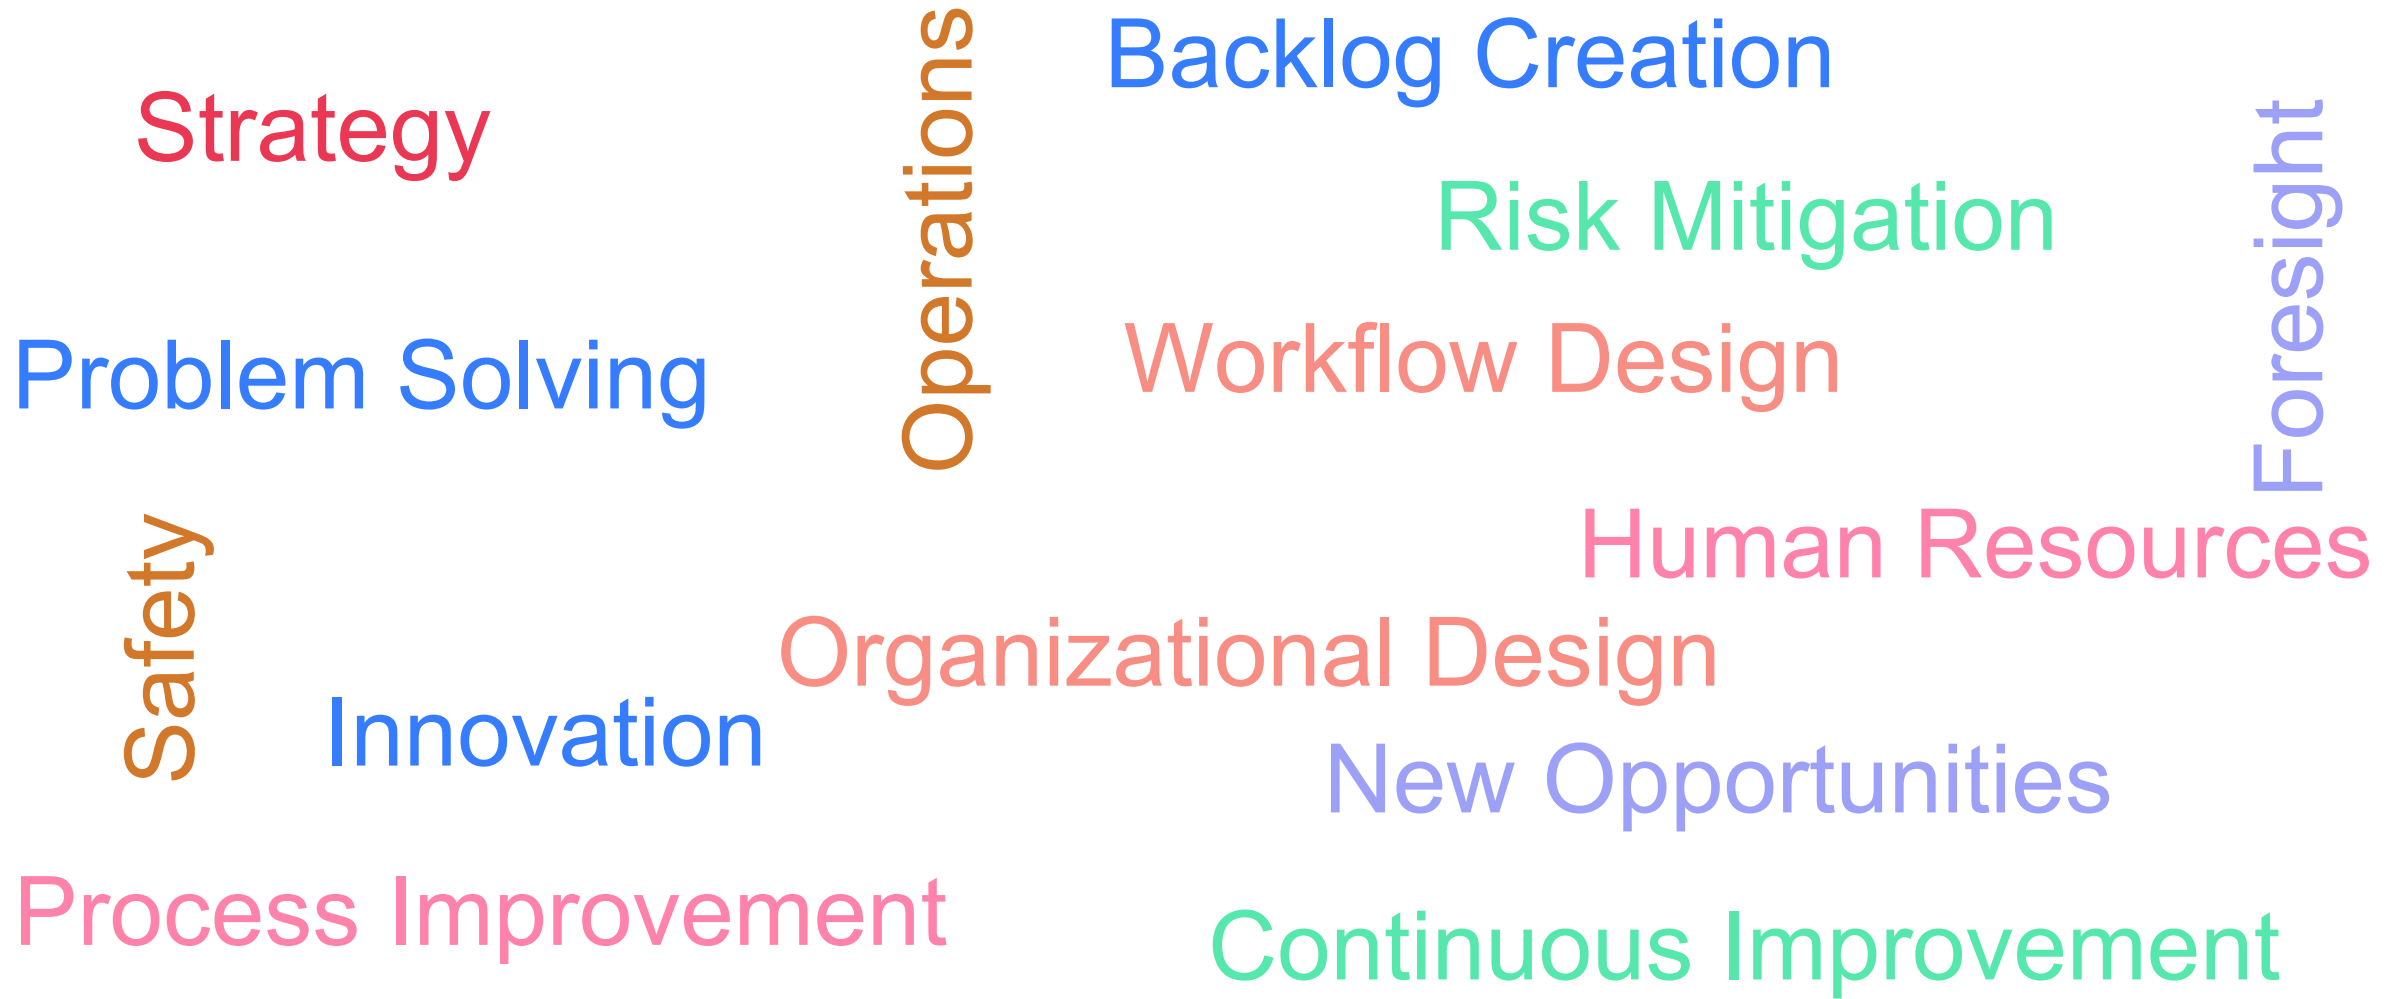 Strategy
Operations
Backlog Creation
Risk Mitigation
Foresight
Problem Solving
Workflow Design
Human Resources
Safety
Organizational Design
Innovation
New Opportunities
Process Improvement
Continuous Improvement